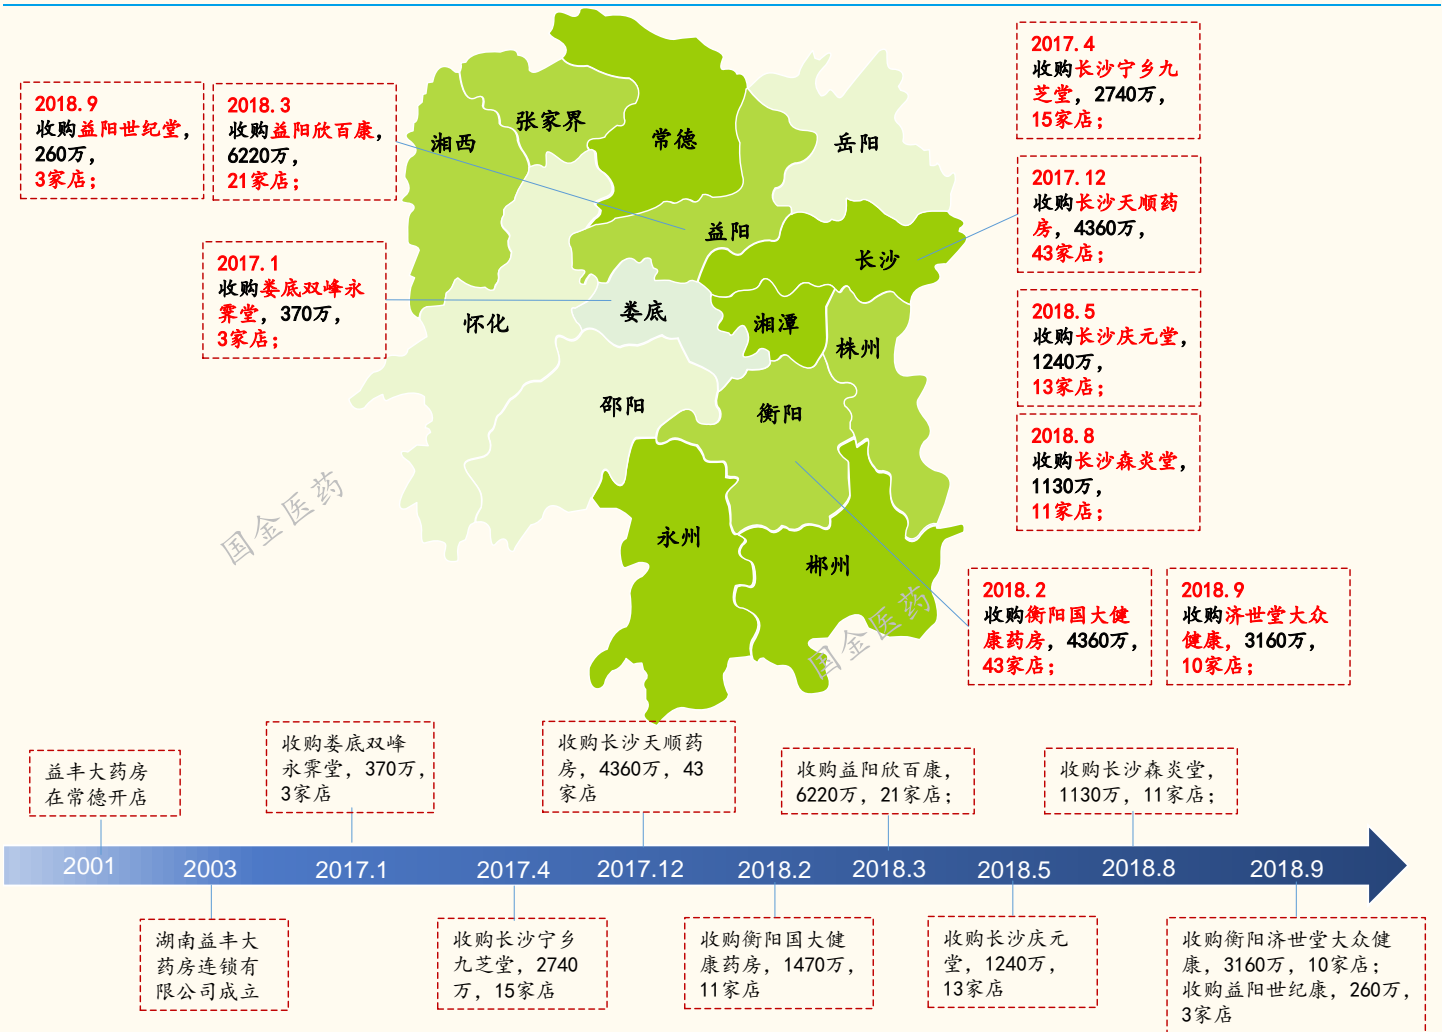 2018.9
收购益阳世纪堂，
260万，
3家店；
2018.3
收购益阳欣百康，
6220万，
21家店；
2017.1
收购娄底双峰永
霁堂，370万，
3家店；
2017.4
收购长沙宁乡九
芝堂，2740万，
15家店；
2017.12
收购长沙天顺药
房，4360万，
43家店；
2018.5
收购长沙庆元堂，
1240万，
13家店；
2018.8
收购长沙森炎堂，
1130万，
11家店；
2018.2
收购衡阳国大健
康药房，4360万，
43家店；
2018.9
收购济世堂大众
健康，3160万，
10家店；
湘西
张家界
常德
岳阳
益阳
长沙
怀化
娄底
湘潭
株州
邵阳
衡阳
永州
郴州
国金医药
国金医药
益丰大药房
在常德开店
收购娄底双峰
永霁堂，370万，
3家店
收购长沙天顺药
房，4360万，43
家店
收购益阳欣百康，
6220万，21家店；
收购长沙森炎堂，
1130万，11家店；
2001
2003
2017.1
2017.4
2017.12
2018.2
2018.3
2018.5
2018.8
2018.9
湖南益丰大
药房连锁有
限公司成立
收购长沙宁乡
九芝堂，2740
万，15家店
收购衡阳国大健
康药房，1470万，
11家店
收购长沙庆元
堂，1240万，
13家店
收购衡阳济世堂大众健
康，3160万，10家店；
收购益阳世纪康，260万，
3家店